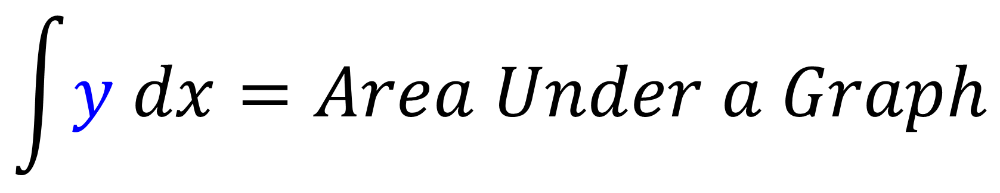 ∫ y dx = Area Under a Graph